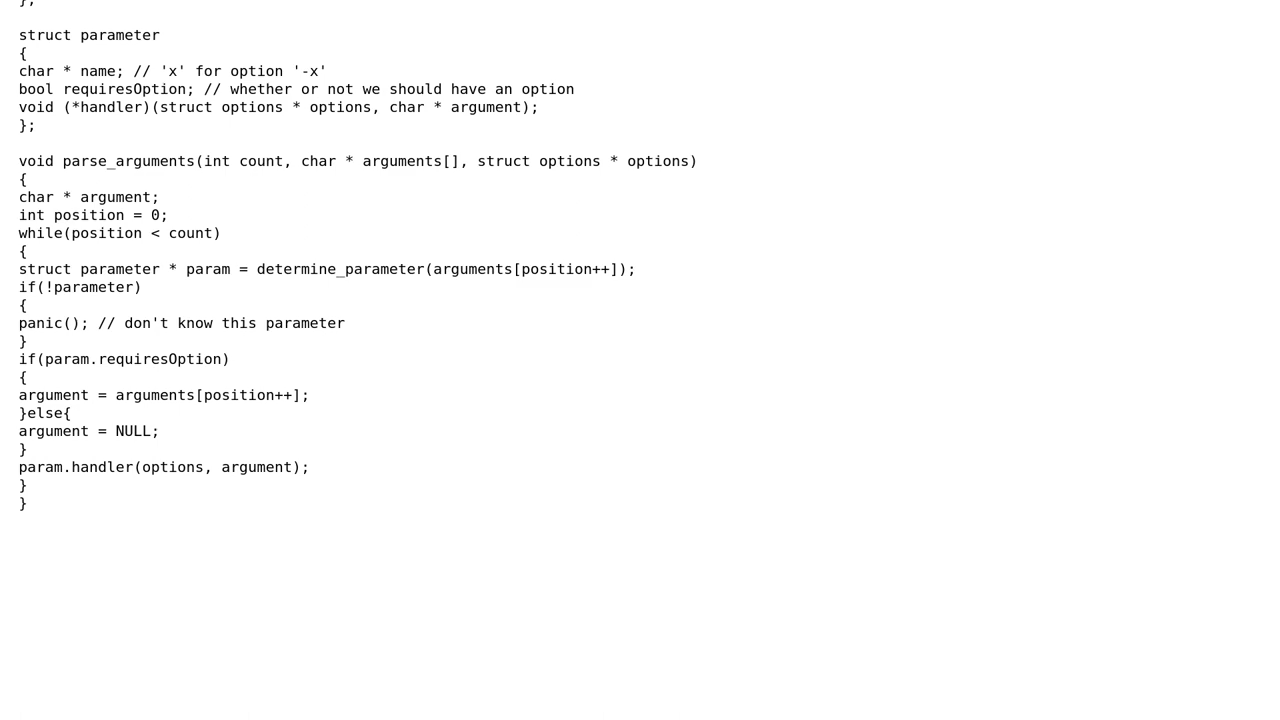 };
struct parameter
{
char * name; // 'x' for option '-x'
bool requiresOption; // whether or not we should have an option
void (*handler)(struct options * options, char * argument);
};
void parse_arguments(int count, char * arguments[], struct options * options)
{
char * argument;
int position = 0;
while(position < count)
{
struct parameter * param = determine_parameter(arguments[position++]);
if(!parameter)
{
panic(); // don't know this parameter
}
if(param.requiresOption)
{
argument = arguments[position++];
}else{
argument = NULL;
}
param.handler(options, argument);
}
}